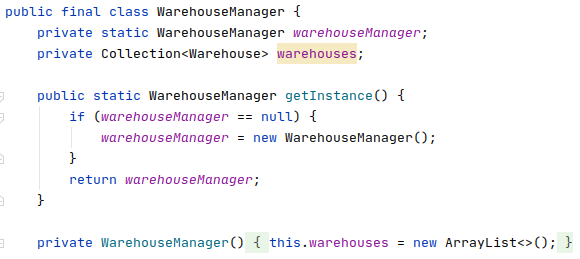 public final class WarehouseManager {
    private static WarehouseManager warehouseManager;
    private Collection<Warehouse> warehouses;
    public static WarehouseManager getInstance() {
        if (warehouseManager == null) {
            warehouseManager = new WarehouseManager();
        }
        return warehouseManager;
    }
    private WarehouseManager() { this.warehouses = new ArrayList<>(); }